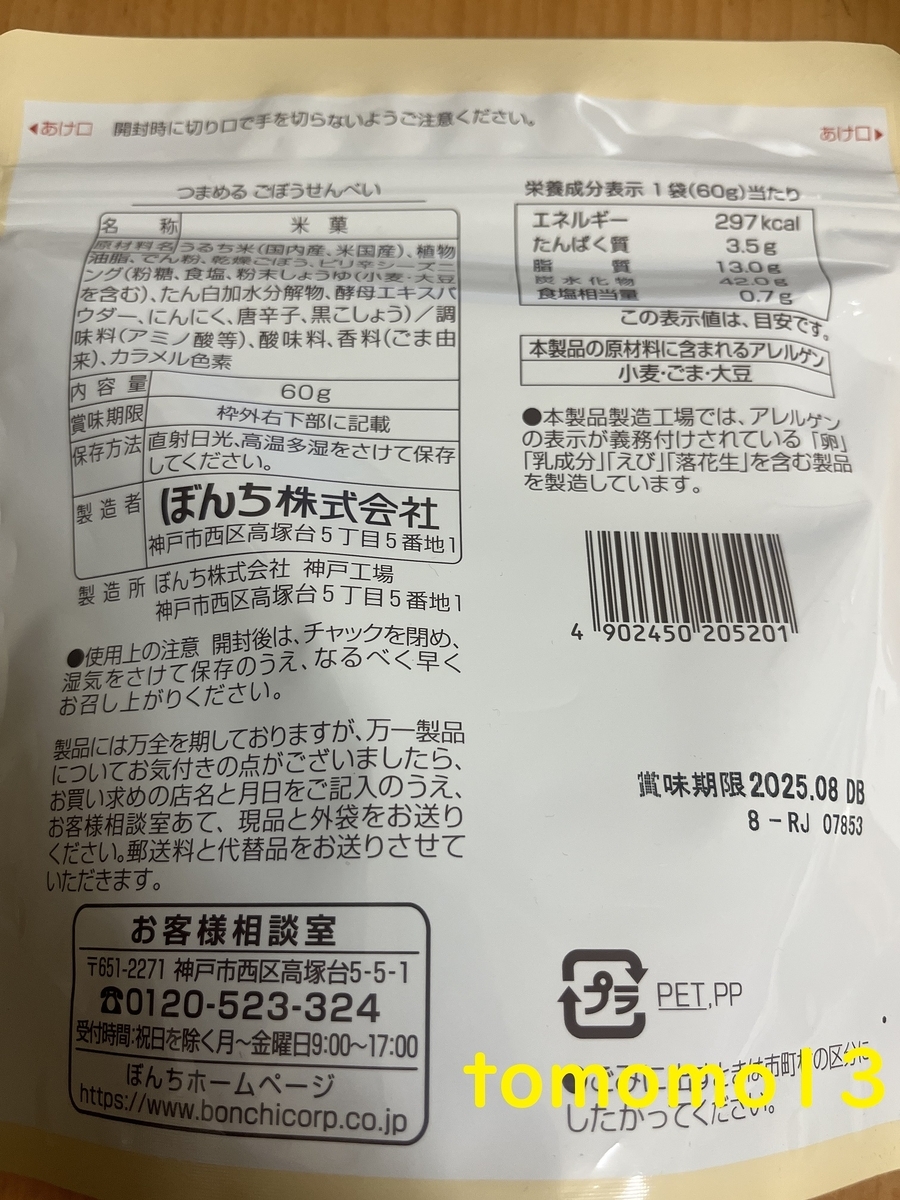 ◀あけ口 開封時に切り口で手を切らないようご注意ください。 あけ口▶
つまめる ごぼうせんべい
名 称 米 菓
原材料名 うるち米(国内産、米国産)、植物
油脂、でん粉、乾燥ごぼう、ピリ辛シーズニ
ング(粉糖、食塩、粉末しょうゆ(小麦・大豆
を含む)、たん白加水分解物、酵母エキスパ
ウダー、にんにく、唐辛子、黒こしょう)/調
味料(アミノ酸等)、酸味料、香料(ごま由
来)、カラメル色素
内容量 60g
賞味期限 枠外右下部に記載
保存方法 直射日光、高温多湿をさけて保存
してください。
製造者 ぼんち株式会社
神戸市西区高塚台5丁目5番地1
製造所 ぼんち株式会社 神戸工場
神戸市西区高塚台5丁目5番地1
●使用上の注意 開封後は、チャックを閉め、
湿気をさけて保存のうえ、なるべく早く
お召し上がりください。
製品には万全を期しておりますが、万一製品
についてお気付きの点がございましたら、
お買い求めの店名と月日をご記入のうえ、
お客様相談室あて、現品と外袋をお送り
ください。郵送料と代替品をお送りさせて
いただきます。
お客様相談室
〒651-2271 神戸市西区高塚台5-5-1
☎0120-523-324
受付時間:祝日を除く月〜金曜日9:00〜17:00
ぼんちホームページ
https://www.bonchicorp.co.jp
栄養成分表示 1袋(60g)当たり
エネルギー 297kcal
たんぱく質 3.5g
脂 質 13.0g
炭水化物 42.0g
食塩相当量 0.7g
この表示値は、目安です。
本製品の原材料に含まれるアレルゲン
小麦・ごま・大豆
●本製品製造工場では、アレルゲン
の表示が義務付けされている「卵」
「乳成分」「えび」「落花生」を含む製品
を製造しています。
4 902450 205201
賞味期限 2025.08 DB
8-RJ 07853
プラ PET,PP
●ごみに出すときは市町村の区分に
したがってください。
tomomo13